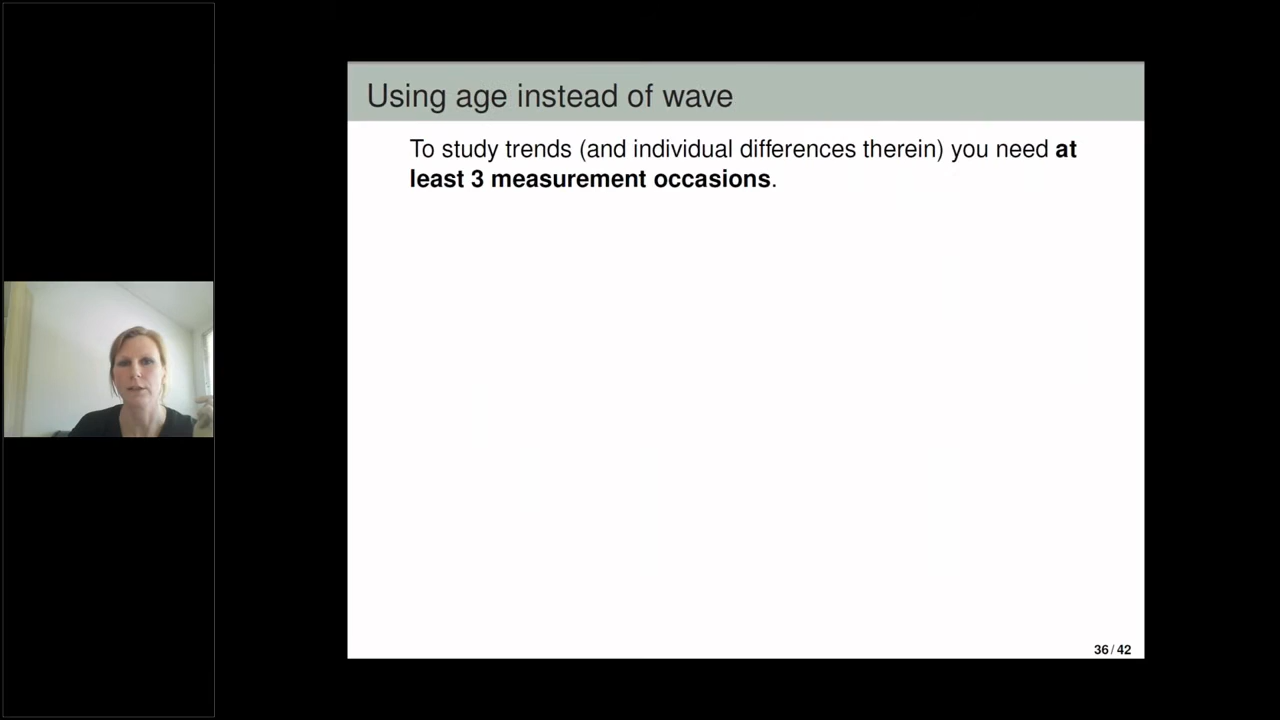 Using age instead of wave
To study trends (and individual differences therein) you need at
least 3 measurement occasions.
36 / 42